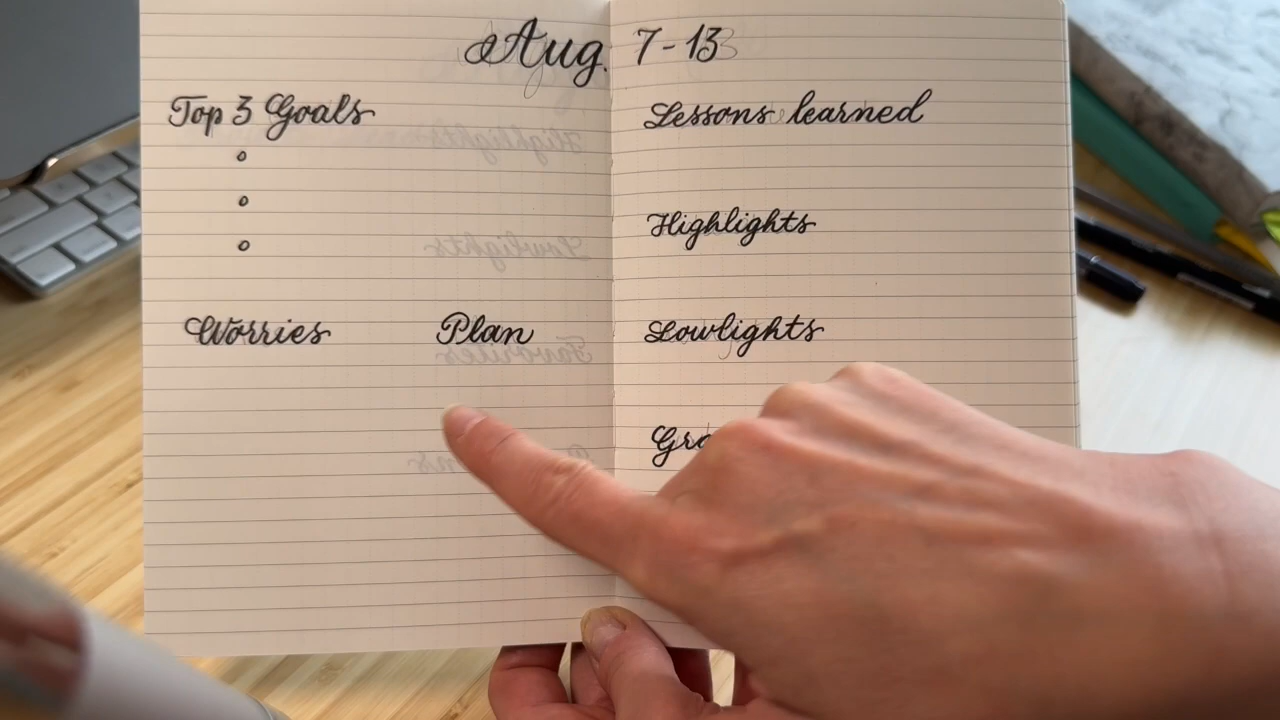 Aug. 7-13
Top 3 Goals
Worries Plan
Lessons learned
Highlights
Lowlights